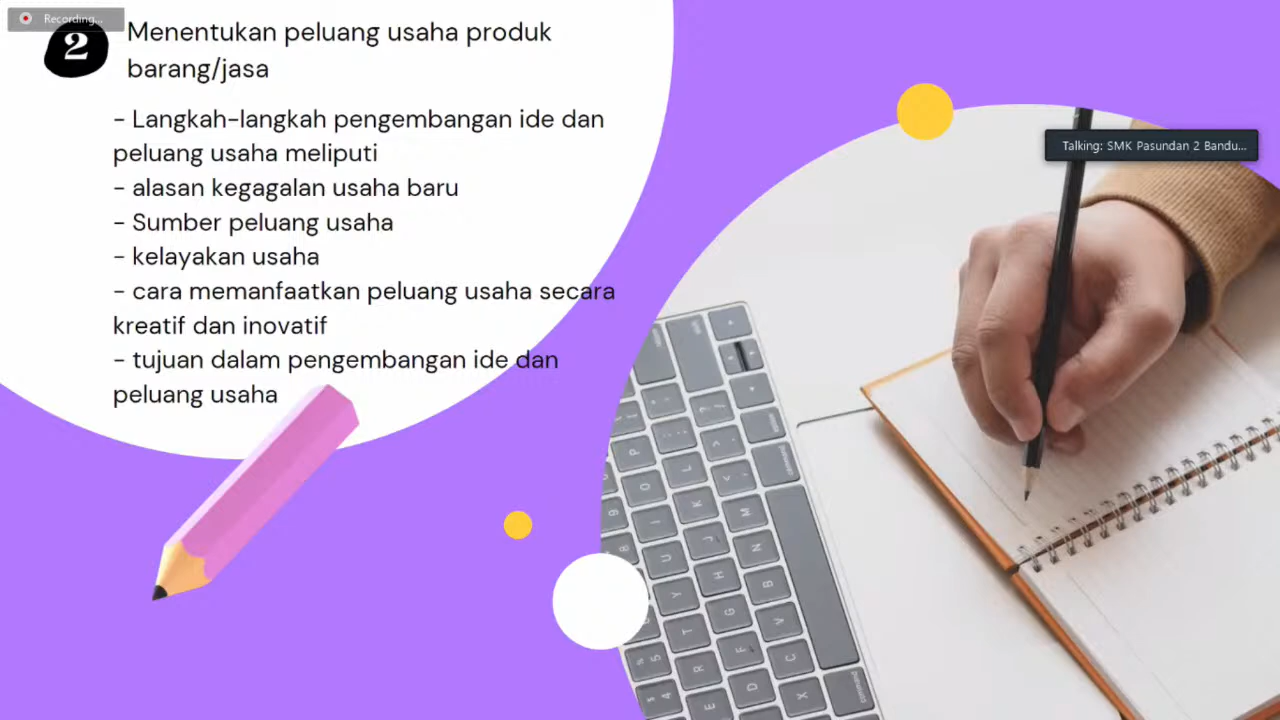 Recording...
2
Menentukan peluang usaha produk
barang/jasa
- Langkah-langkah pengembangan ide dan
peluang usaha meliputi
- alasan kegagalan usaha baru
- Sumber peluang usaha
- kelayakan usaha
- cara memanfaatkan peluang usaha secara
kreatif dan inovatif
- tujuan dalam pengembangan ide dan
peluang usaha
Talking: SMK Pasundan 2 Bandu...